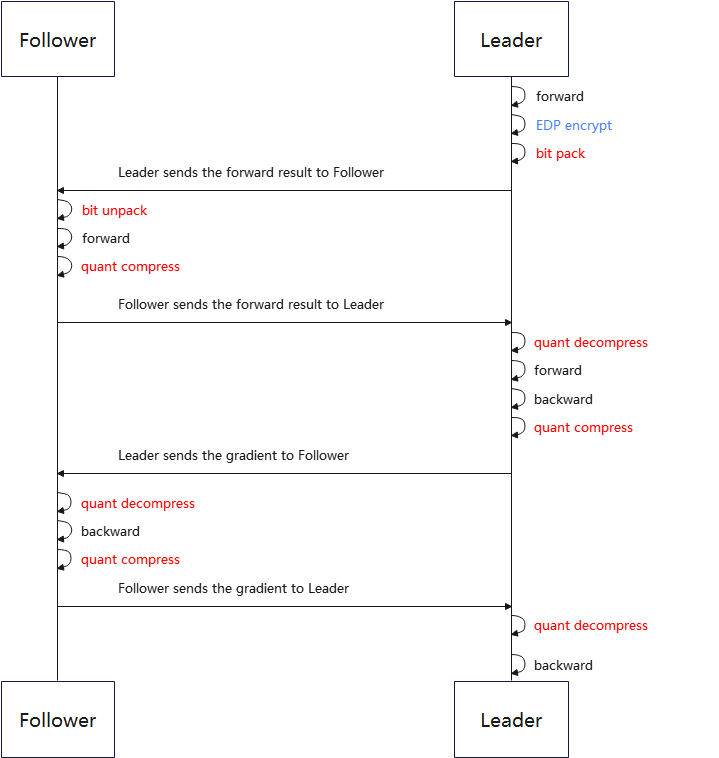 Follower
Leader
forward
EDP encrypt
bit pack
Leader sends the forward result to Follower
bit unpack
forward
quant compress
Follower sends the forward result to Leader
quant decompress
forward
backward
quant compress
Leader sends the gradient to Follower
quant decompress
backward
quant compress
Follower sends the gradient to Leader
quant decompress
backward
Follower
Leader